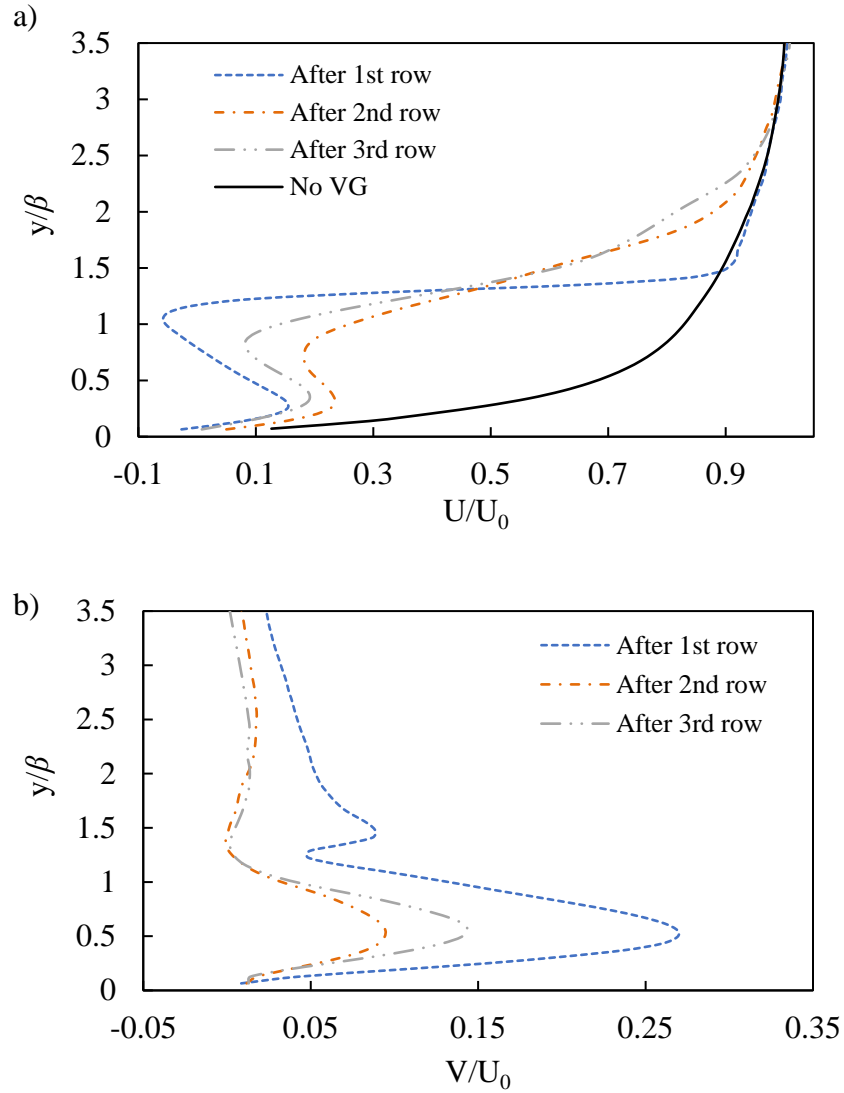 a)
3.5
3
2.5
2
1.5
1
0.5
0
y/β
After 1st row
After 2nd row
After 3rd row
No VG
-0.1 0.1 0.3 0.5 0.7 0.9
U/U₀
b)
3.5
3
2.5
2
1.5
1
0.5
0
y/β
After 1st row
After 2nd row
After 3rd row
-0.05 0.05 0.15 0.25 0.35
V/U₀